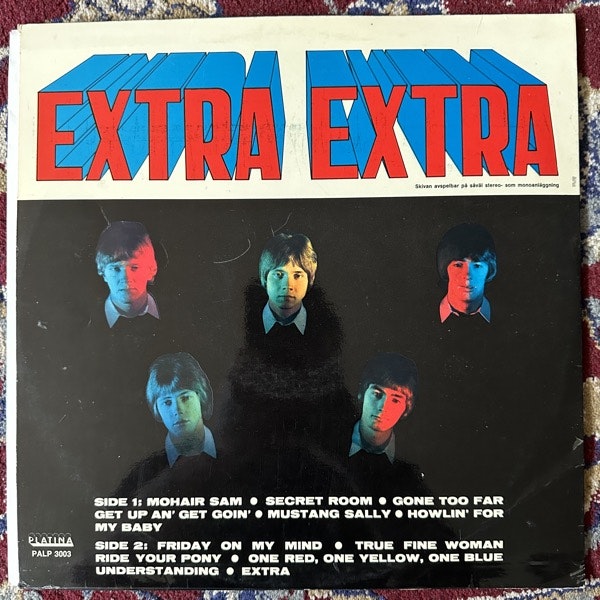 EXTRA EXTRA
Skivan avspelbar på såväl stereo- som monoanläggning
SIDE 1: MOHAIR SAM ● SECRET ROOM ● GONE TOO FAR
GET UP AN' GET GOIN' ● MUSTANG SALLY ● HOWLIN' FOR
MY BABY
SIDE 2: FRIDAY ON MY MIND ● TRUE FINE WOMAN
RIDE YOUR PONY ● ONE RED, ONE YELLOW, ONE BLUE
UNDERSTANDING ● EXTRA
PLATINA
PALP 3003